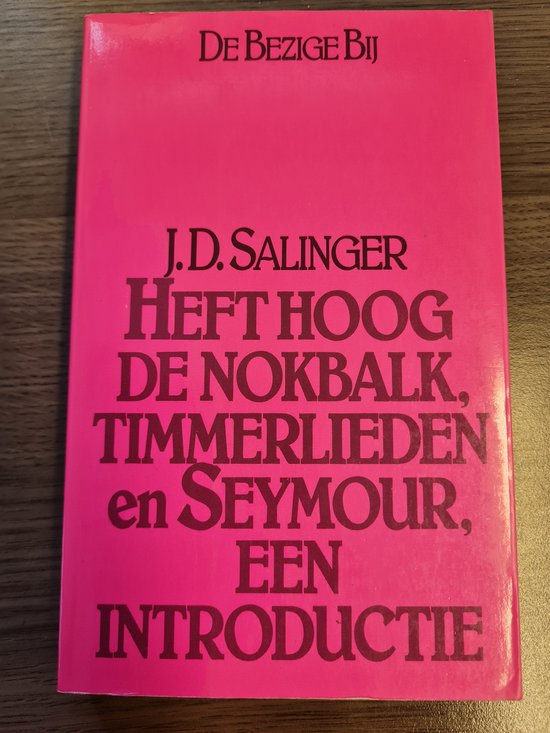 DE BEZIGE BIJ
J.D. SALINGER
HEFT HOOG
DE NOKBALK,
TIMMERLIEDEN
en SEYMOUR,
EEN
INTRODUCTIE